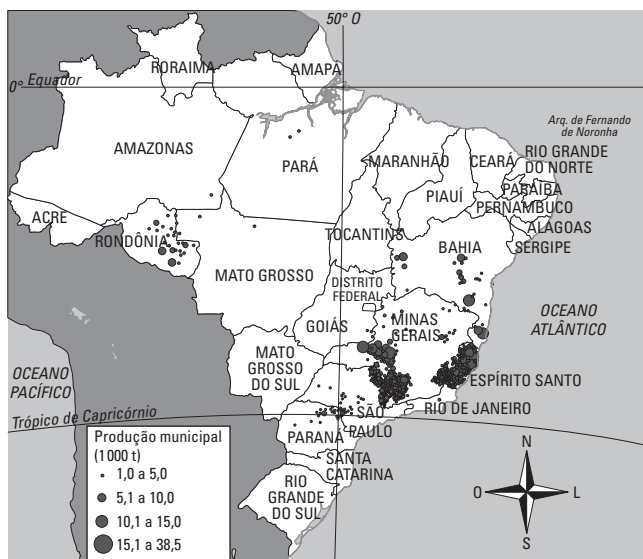 50° O
RORAIMA
AMAPÁ
0° Equador
Arq. de Fernando
de Noronha
AMAZONAS
PARÁ
MARANHÃO
CEARÁ
RIO GRANDE
DO NORTE
PARAÍBA
PIAUÍ
PERNAMBUCO
ACRE
ALAGOAS
TOCANTINS
SERGIPE
RONDÔNIA
BAHIA
MATO GROSSO
DISTRITO
FEDERAL
GOIÁS
MINAS
GERAIS
OCEANO
ATLÂNTICO
MATO
GROSSO
DO SUL
OCEANO
PACÍFICO
ESPÍRITO SANTO
RIO DE JANEIRO
Trópico de Capricórnio
SÃO
PAULO
PARANÁ
SANTA
CATARINA
RIO
GRANDE
DO SUL
Produção municipal
(1000 t)
1,0 a 5,0
5,1 a 10,0
10,1 a 15,0
15,1 a 38,5
N
O
L
S